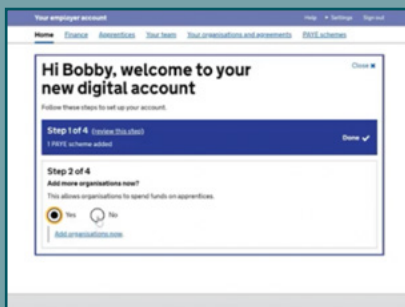 Your employer account
Help Settings Sign out
Home Finance Apprentices Your team Your organisations and agreements PAYE schemes
Hi Bobby, welcome to your
new digital account
Close
Follow these steps to set up your account.
Step 1 of 4 (review this step)
1 PAYE scheme added
Done
Step 2 of 4
Add more organisations now?
This allows organisations to spend funds on apprentices.
Yes No
Add organisations now.